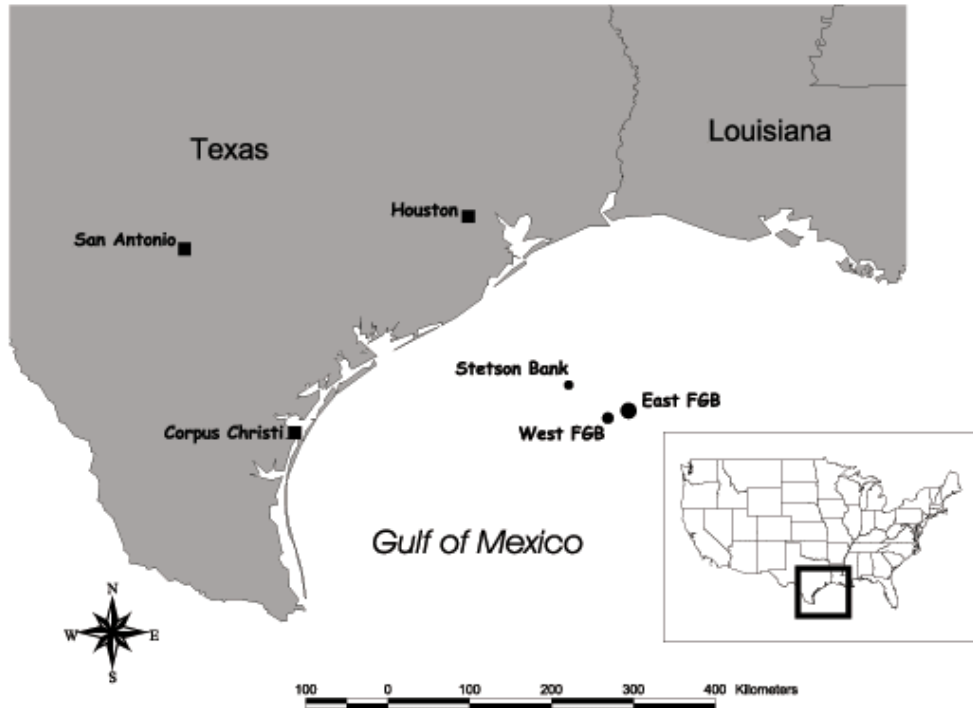 Texas
Louisiana
Houston
San Antonio
Stetson Bank
East FGB
West FGB
Corpus Christi
Gulf of Mexico
N
W E
S
100 0 100 200 300 400 Kilometers